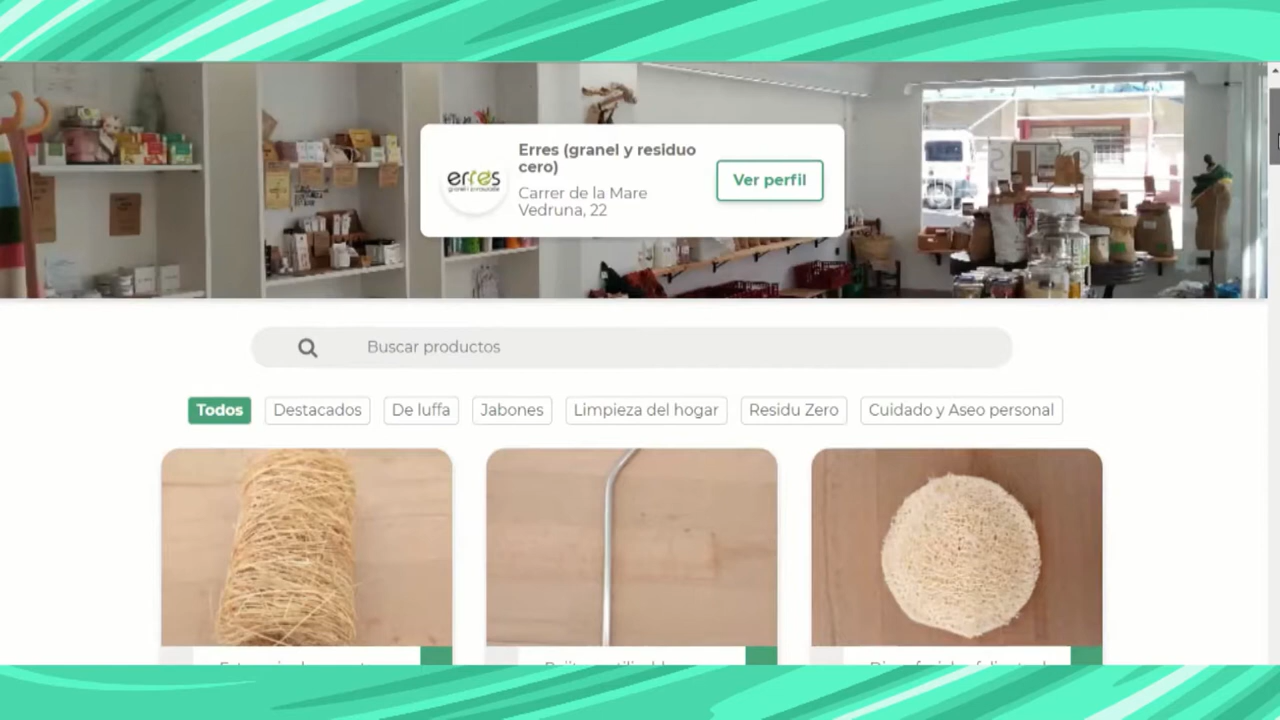 Erres (granel y residuo
cero)
Carrer de la Mare
Vedruna, 22
erres
Ver perfil
Buscar productos
Todos
Destacados
De luffa
Jabones
Limpieza del hogar
Residu Zero
Cuidado y Aseo personal